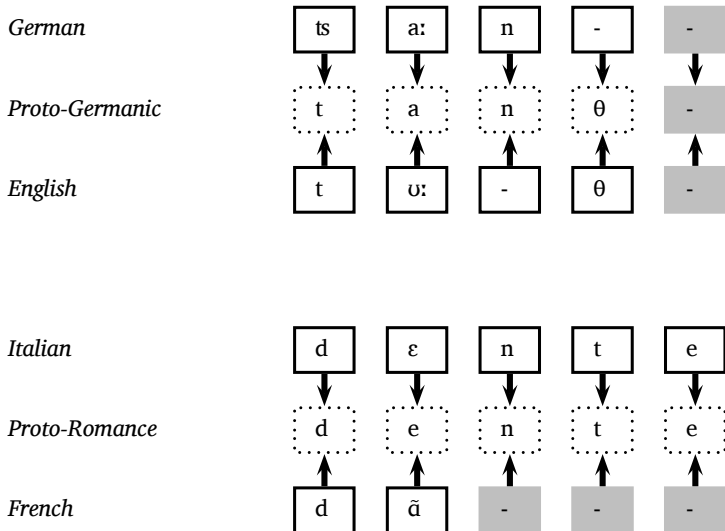 German ts aː n - -
Proto-Germanic t a n θ -
English t ʊː - θ -
Italian d ɛ n t e
Proto-Romance d e n t e
French d ɑ̃ - - -